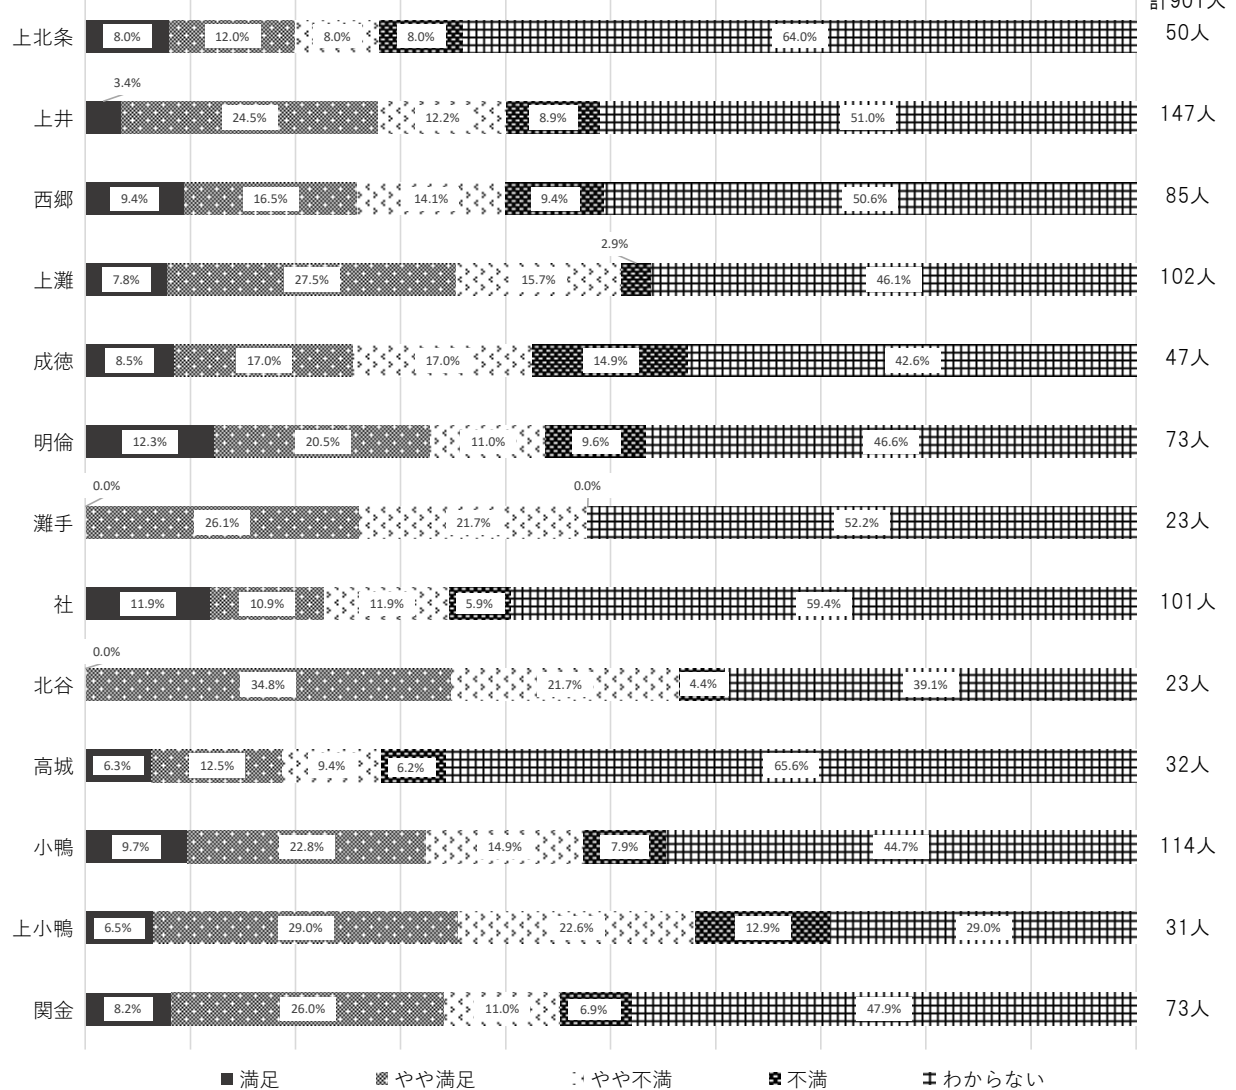 計901人
上北条 8.0% 12.0% 8.0% 8.0% 64.0% 50人
3.4%
上井 24.5% 12.2% 8.9% 51.0% 147人
西郷 9.4% 16.5% 14.1% 9.4% 50.6% 85人
2.9%
上灘 7.8% 27.5% 15.7% 46.1% 102人
成徳 8.5% 17.0% 17.0% 14.9% 42.6% 47人
明倫 12.3% 20.5% 11.0% 9.6% 46.6% 73人
0.0% 0.0%
灘手 26.1% 21.7% 52.2% 23人
社 11.9% 10.9% 11.9% 5.9% 59.4% 101人
0.0%
北谷 34.8% 21.7% 4.4% 39.1% 23人
高城 6.3% 12.5% 9.4% 6.2% 65.6% 32人
小鴨 9.7% 22.8% 14.9% 7.9% 44.7% 114人
上小鴨 6.5% 29.0% 22.6% 12.9% 29.0% 31人
関金 8.2% 26.0% 11.0% 6.9% 47.9% 73人
満足 やや満足 やや不満 不満 わからない